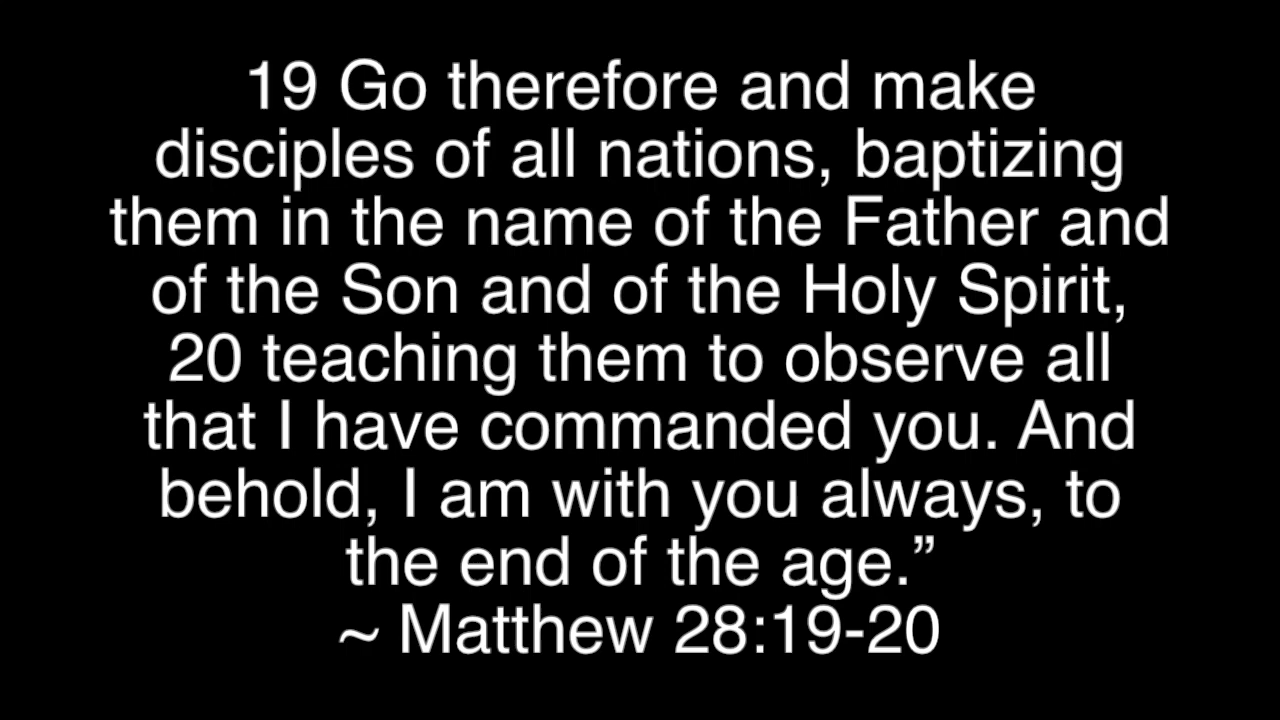 19 Go therefore and make
disciples of all nations, baptizing
them in the name of the Father and
of the Son and of the Holy Spirit,
20 teaching them to observe all
that I have commanded you. And
behold, I am with you always, to
the end of the age.”
~ Matthew 28:19-20